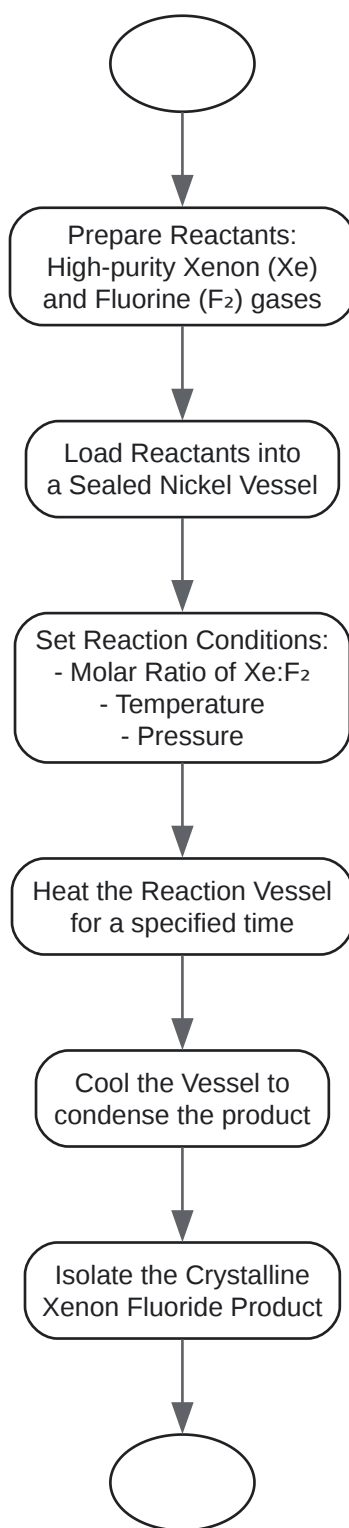 Prepare Reactants:
High-purity Xenon (Xe)
and Fluorine (F₂) gases
Load Reactants into
a Sealed Nickel Vessel
Set Reaction Conditions:
- Molar Ratio of Xe:F₂
- Temperature
- Pressure
Heat the Reaction Vessel
for a specified time
Cool the Vessel to
condense the product
Isolate the Crystalline
Xenon Fluoride Product